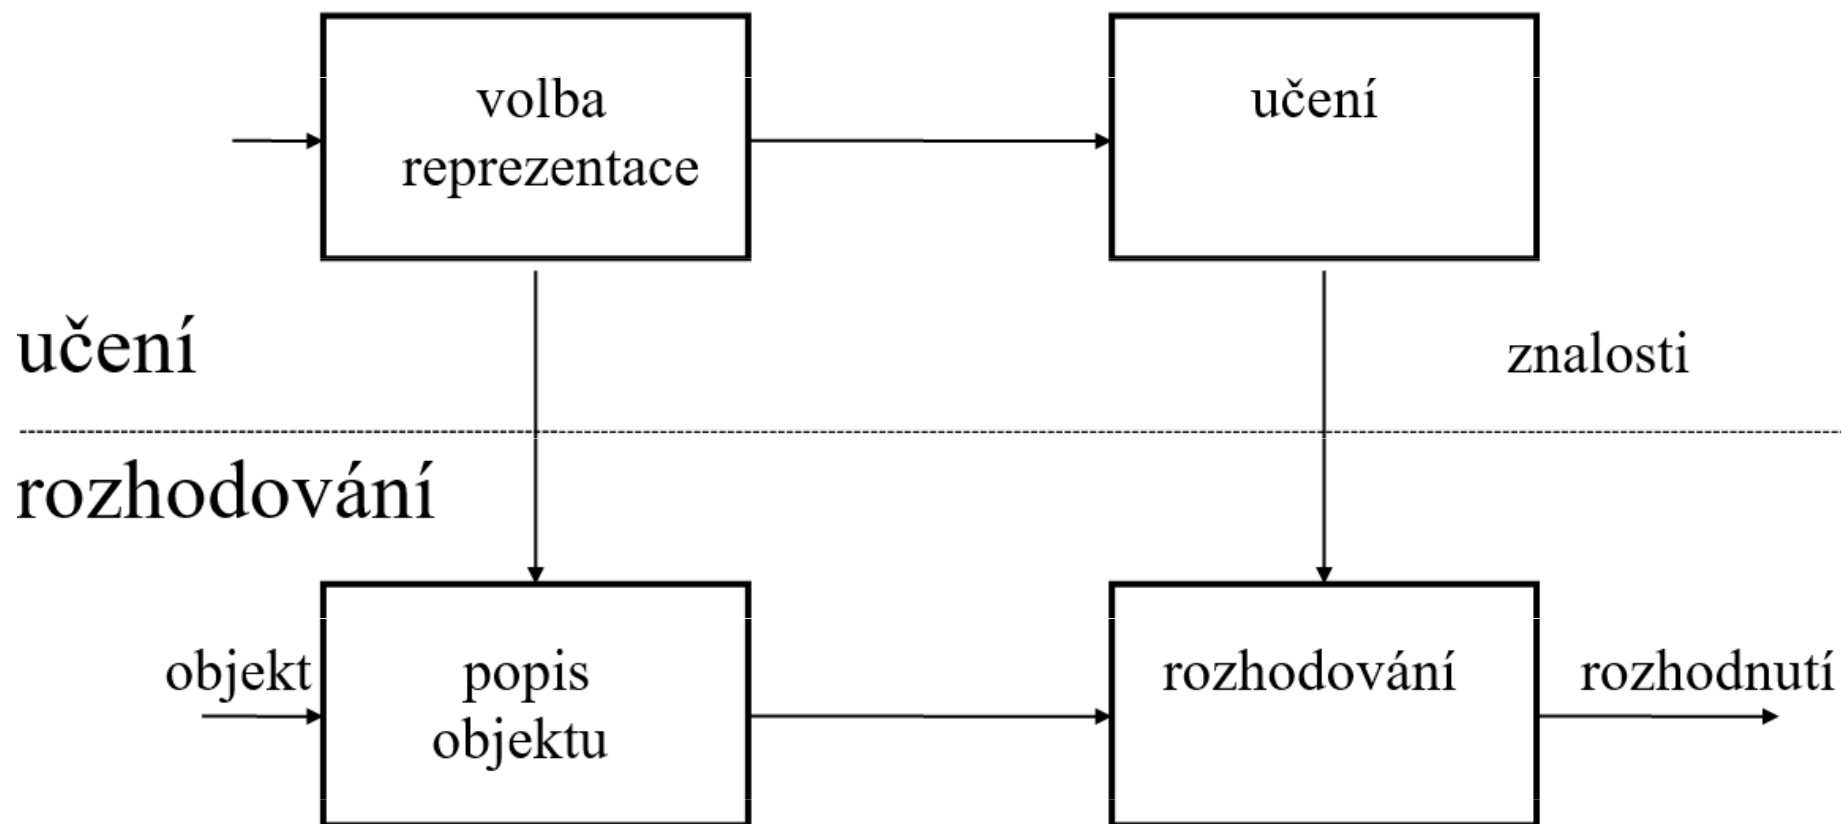 volba
reprezentace
učení
učení
znalosti
rozhodování
objekt
popis
objektu
rozhodování
rozhodnutí